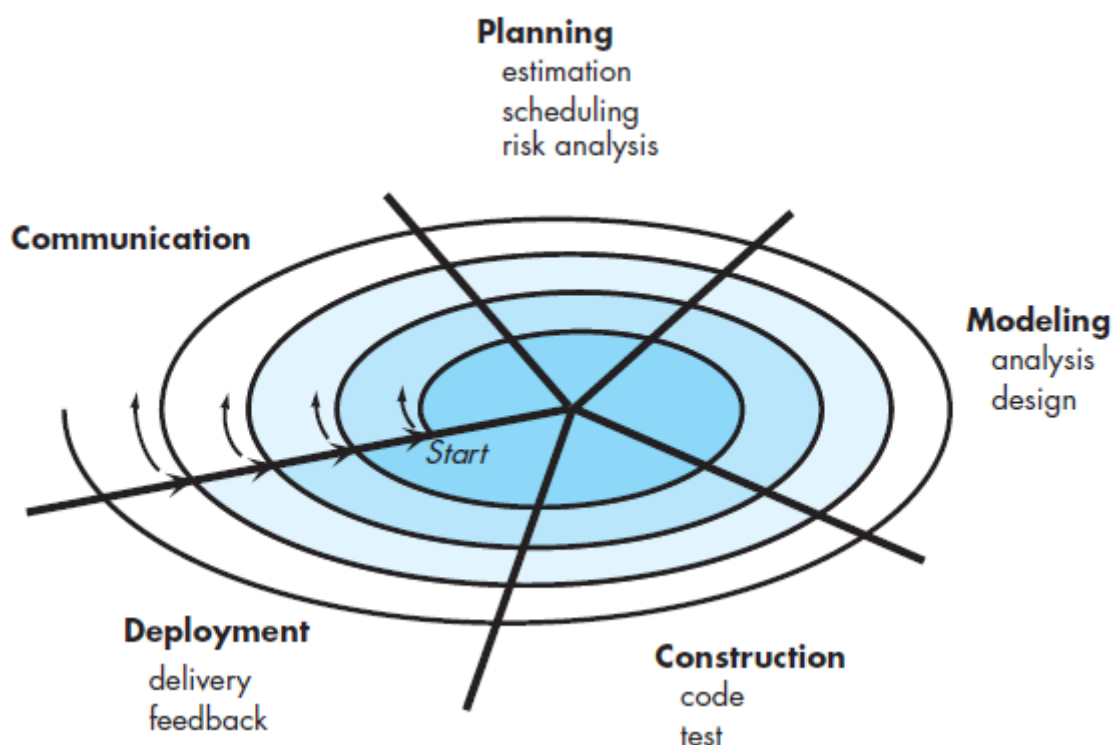 Planning
estimation
scheduling
risk analysis
Communication
Modeling
analysis
design
Start
Deployment
delivery
feedback
Construction
code
test